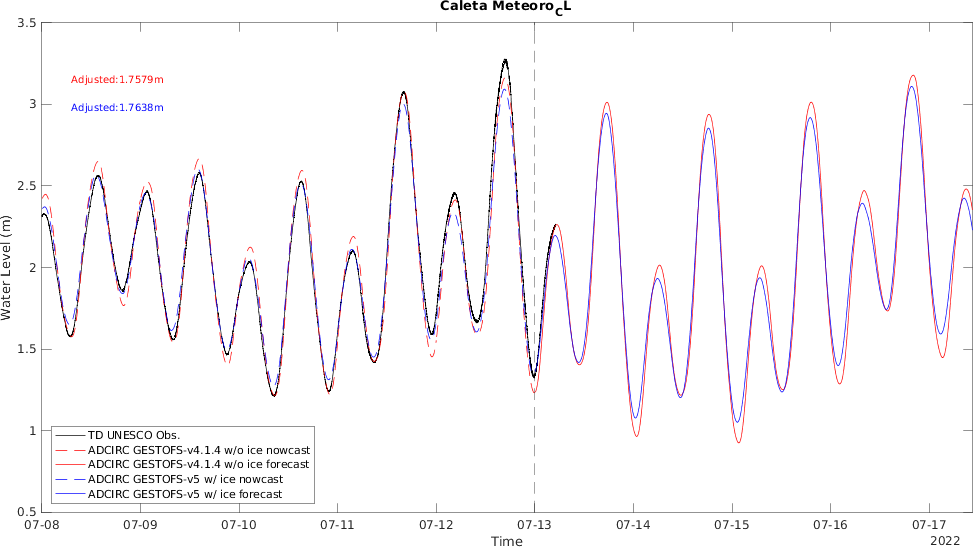 Caleta Meteoro_CL
3.5
3
2.5
2
1.5
1
0.5
Water Level (m)
Adjusted:1.7579m
Adjusted:1.7638m
TD UNESCO Obs.
ADCIRC GESTOFS-v4.1.4 w/o ice nowcast
ADCIRC GESTOFS-v4.1.4 w/o ice forecast
ADCIRC GESTOFS-v5 w/ ice nowcast
ADCIRC GESTOFS-v5 w/ ice forecast
07-08 07-09 07-10 07-11 07-12 07-13 07-14 07-15 07-16 07-17
Time
2022